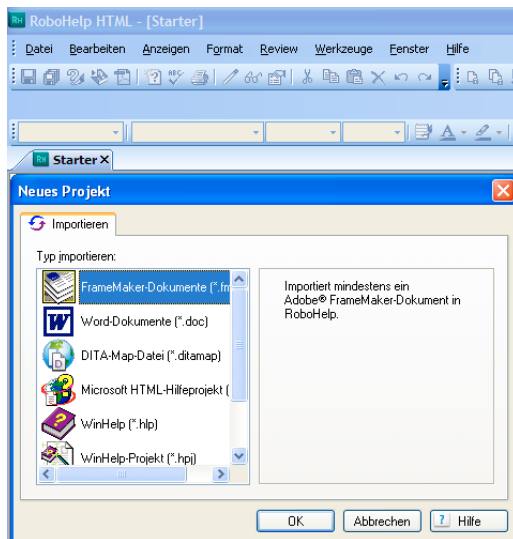 RoboHelp HTML - [Starter]
Datei Bearbeiten Anzeigen Format Review Werkzeuge Fenster Hilfe
Starter X
Neues Projekt
Importieren
Typ importieren:
FrameMaker-Dokumente (*.fm
Word-Dokumente (*.doc)
DITA-Map-Datei (*.ditamap)
Microsoft HTML-Hilfeprojekt (
WinHelp (*.hlp)
WinHelp-Projekt (*.hpj)
Importiert mindestens ein
Adobe® FrameMaker-Dokument in
RoboHelp.
OK Abbrechen Hilfe